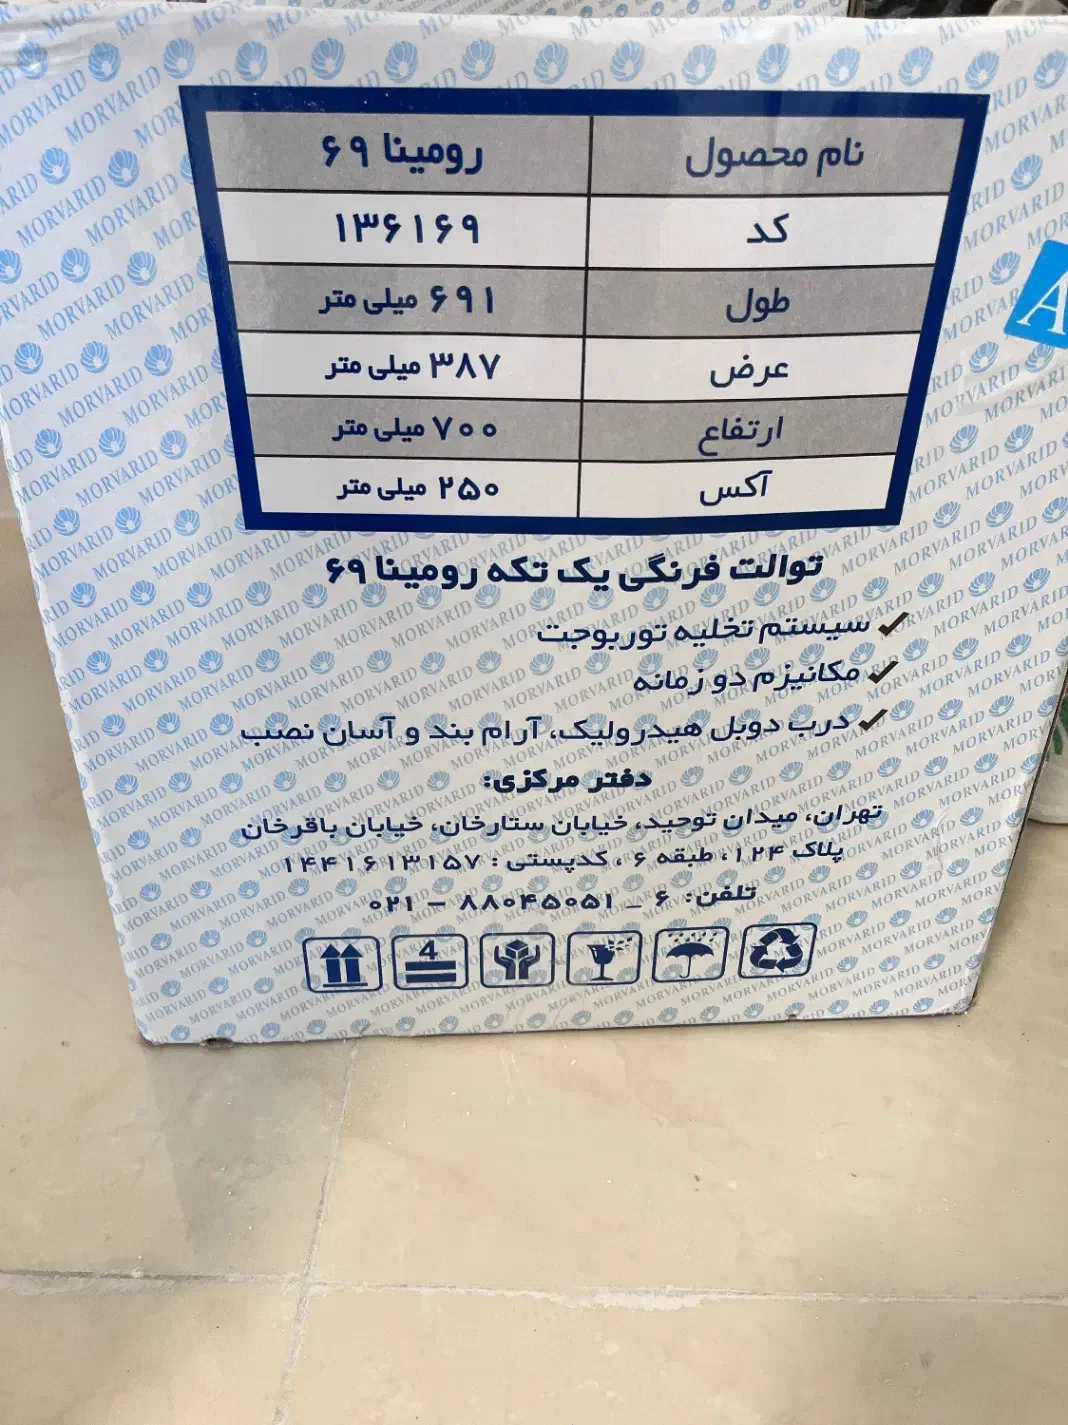 نام محصول رومینا ۶۹
کد ۱۳۶۱۶۹
طول ۶۹۱ میلی متر
عرض ۳۸۷ میلی متر
ارتفاع ۷۰۰ میلی متر
آکس ۲۵۰ میلی متر
توالت فرنگی یک تکه رومینا ۶۹
✔ سیستم تخلیه توربوجت
✔ مکانیزم دو زمانه
✔ درب دوبل هیدرولیک، آرام بند و آسان نصب
دفتر مرکزی:
تهران، میدان توحید، خیابان ستارخان، خیابان باقرخان
پلاک ۱۲۴، طبقه ۶ ، کدپستی : ۱۴۴۱۶۱۳۱۵۷
تلفن: ۶ _ ۸۸۰۴۵۰۵۱ – ۰۲۱
4
A
MORVARID